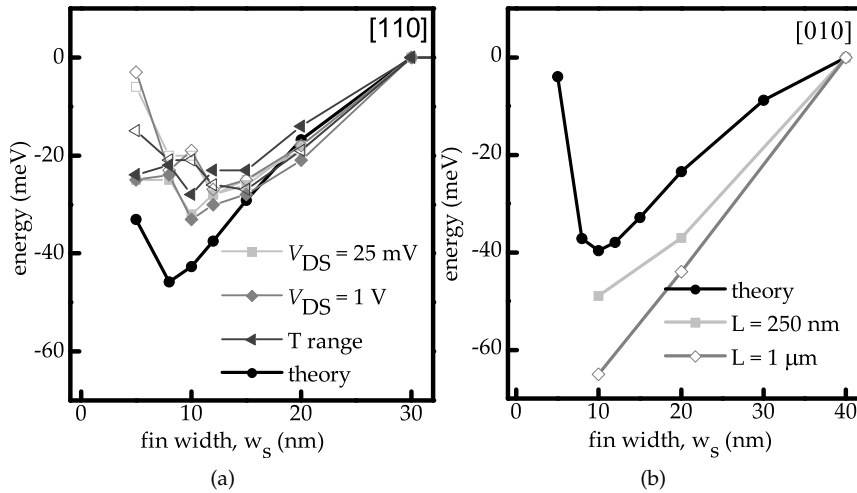 [110]
0
-20
-40
-60
energy (meV)
V_DS = 25 mV
V_DS = 1 V
T range
theory
0
10
20
30
fin width, w_s (nm)
(a)
[010]
0
-20
-40
-60
energy (meV)
theory
L = 250 nm
L = 1 μm
0
10
20
30
40
fin width, w_s (nm)
(b)